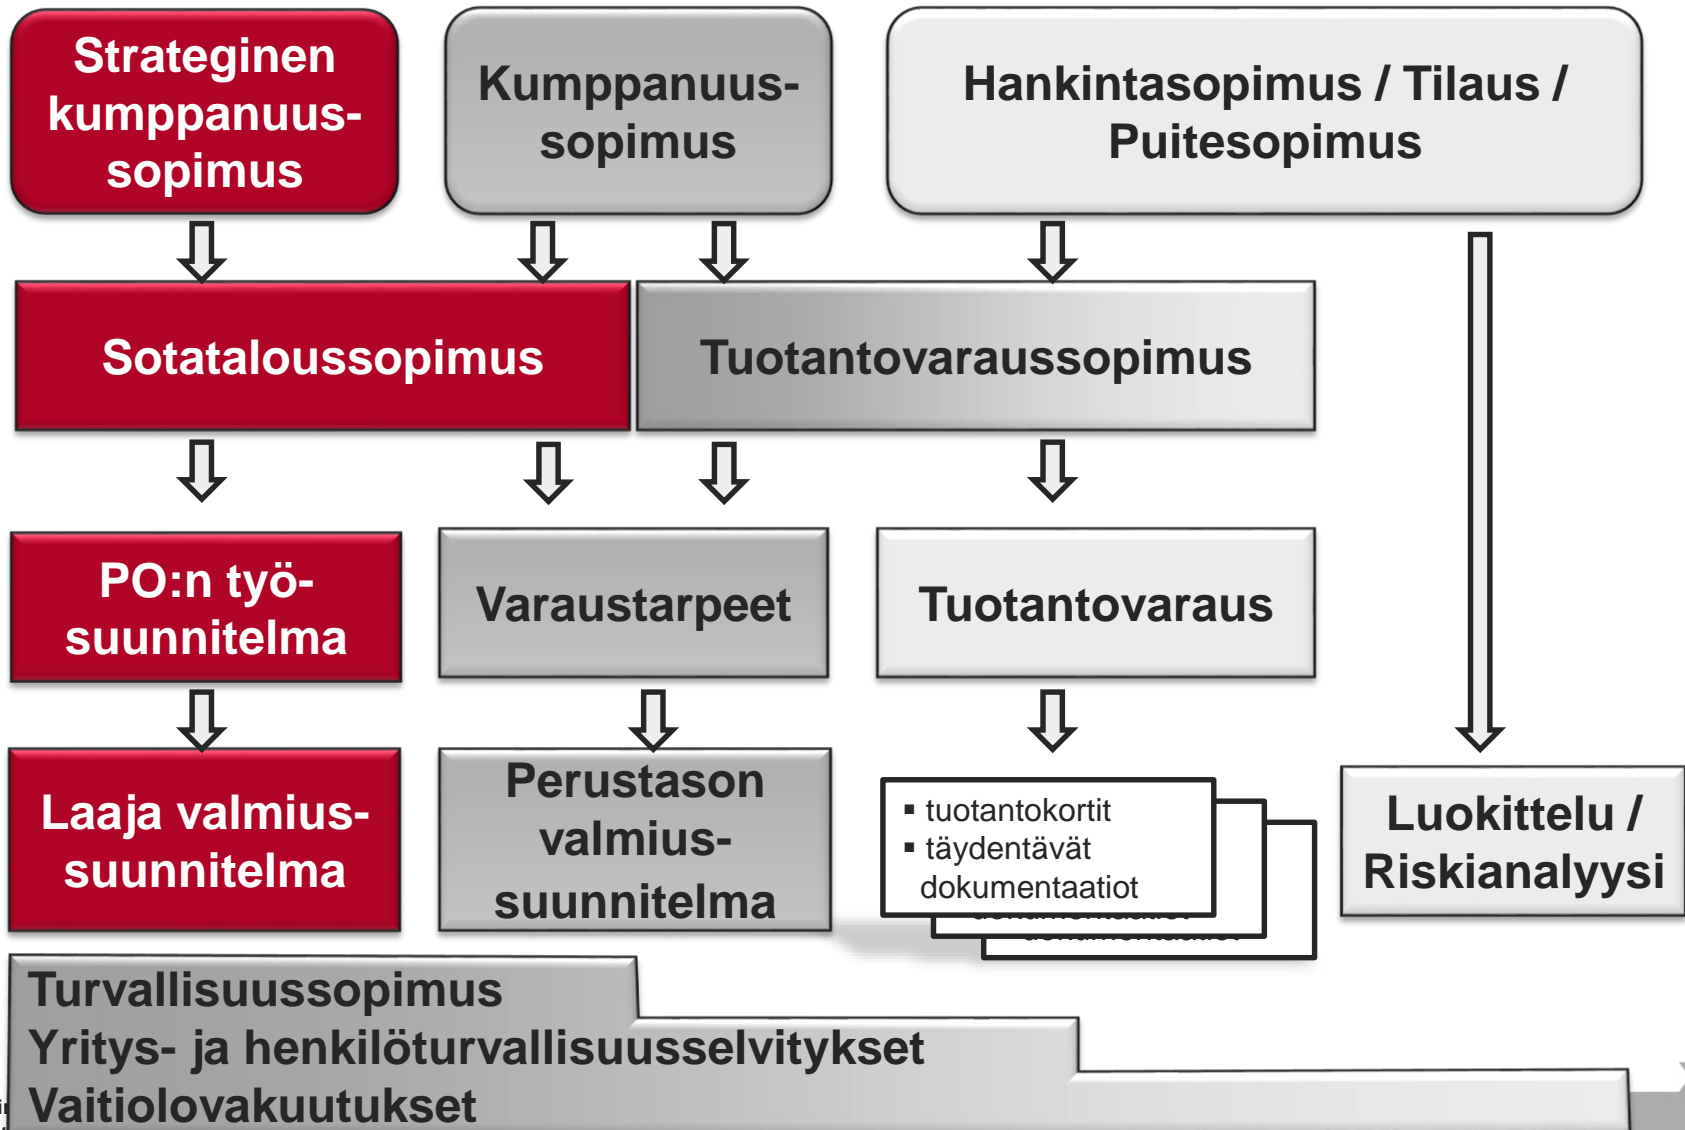 Strateginen
kumppanuus-
sopimus
Kumppanuus-
sopimus
Hankintasopimus / Tilaus /
Puitesopimus
Sotataloussopimus
Tuotantovaraussopimus
PO:n työ-
suunnitelma
Varaustarpeet
Tuotantovaraus
Laaja valmius-
suunnitelma
Perustason
valmius-
suunnitelma
▪ tuotantokortit
▪ täydentävät
dokumentaatiot
Luokittelu /
Riskianalyysi
Turvallisuussopimus
Yritys- ja henkilöturvallisuusselvitykset
Vaitiolovakuutukset